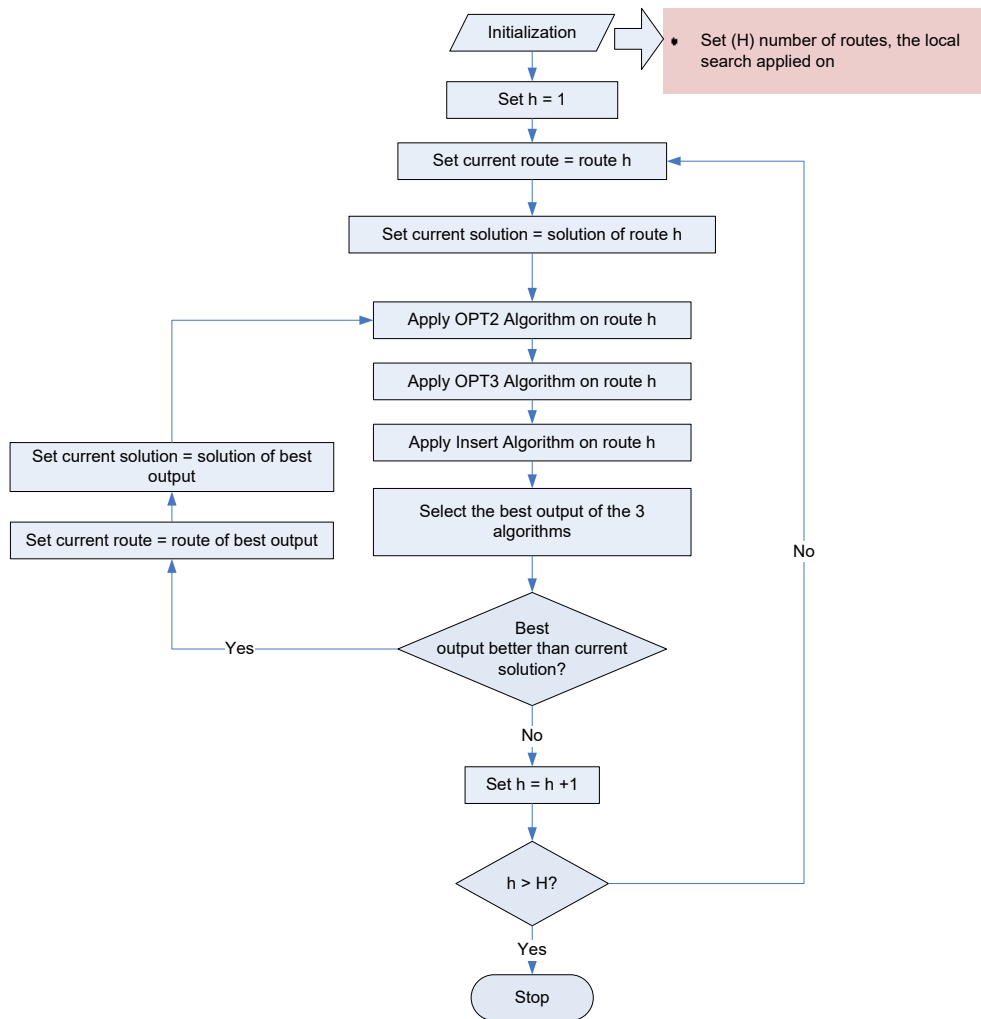 Initialization
• Set (H) number of routes, the local
search applied on
Set h = 1
Set current route = route h
Set current solution = solution of route h
Apply OPT2 Algorithm on route h
Apply OPT3 Algorithm on route h
Apply Insert Algorithm on route h
Set current solution = solution of best
output
Select the best output of the 3
algorithms
Set current route = route of best output
No
Best
output better than current
solution?
Yes
No
Set h = h +1
h > H?
Yes
Stop